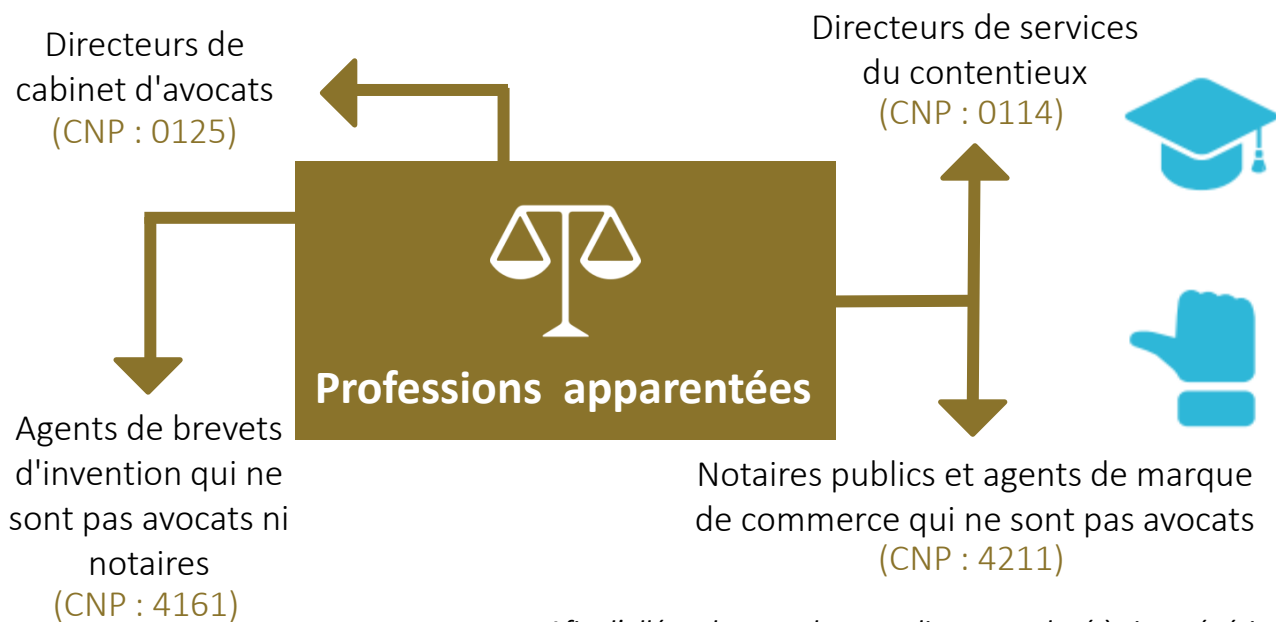 Directeurs de
cabinet d'avocats
(CNP : 0125)
Directeurs de services
du contentieux
(CNP : 0114)
Professions apparentées
Agents de brevets
d'invention qui ne
sont pas avocats ni
notaires
(CNP : 4161)
Notaires publics et agents de marque
de commerce qui ne sont pas avocats
(CNP : 4211)